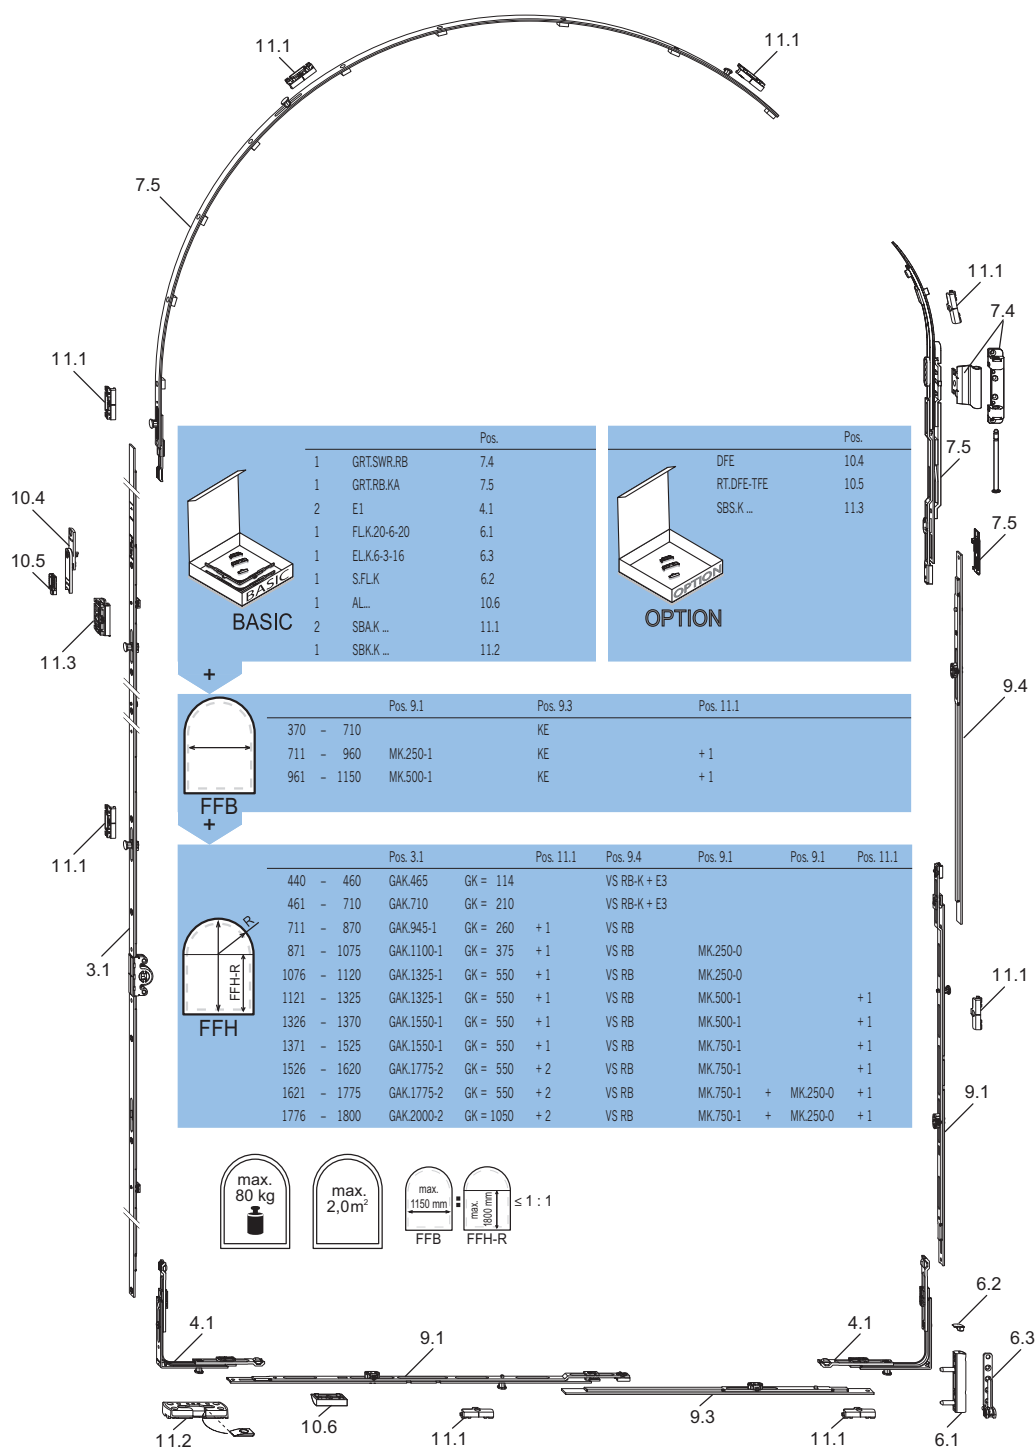 11.1
11.1
7.5
11.1
7.4
11.1
7.5
10.4
10.5
7.5
11.3
9.4
11.1
3.1
11.1
9.1
Pos.
1 GRT.SWR.RB 7.4
1 GRT.RB.KA 7.5
2 E1 4.1
1 FL.K.20-6-20 6.1
1 EL.K.6-3-16 6.3
1 S.FL.K 6.2
1 AL... 10.6
2 SBA.K ... 11.1
1 SBK.K ... 11.2
BASIC
BASIC
Pos.
DFE 10.4
RT.DFE-TFE 10.5
SBS.K ... 11.3
OPTION
OPTION
+
Pos. 9.1 Pos. 9.3 Pos. 11.1
370 – 710 KE
711 – 960 MK.250-1 KE + 1
961 – 1150 MK.500-1 KE + 1
FFB
+
Pos. 3.1 Pos. 11.1 Pos. 9.4 Pos. 9.1 Pos. 9.1 Pos. 11.1
440 – 460 GAK.465 GK = 114 VS RB-K + E3
461 – 710 GAK.710 GK = 210 VS RB-K + E3
711 – 870 GAK.945-1 GK = 260 + 1 VS RB
871 – 1075 GAK.1100-1 GK = 375 + 1 VS RB MK.250-0
1076 – 1120 GAK.1325-1 GK = 550 + 1 VS RB MK.250-0
1121 – 1325 GAK.1325-1 GK = 550 + 1 VS RB MK.500-1 + 1
1326 – 1370 GAK.1550-1 GK = 550 + 1 VS RB MK.500-1 + 1
1371 – 1525 GAK.1550-1 GK = 550 + 1 VS RB MK.750-1 + 1
1526 – 1620 GAK.1775-2 GK = 550 + 2 VS RB MK.750-1 + 1
1621 – 1775 GAK.1775-2 GK = 550 + 2 VS RB MK.750-1 + MK.250-0 + 1
1776 – 1800 GAK.2000-2 GK = 1050 + 2 VS RB MK.750-1 + MK.250-0 + 1
R
FFH-R
FFH
max.
80 kg
max.
2,0m²
max.
1150 mm
FFB
:
max.
1800 mm
FFH-R
≤ 1 : 1
4.1
9.1
4.1
6.2
6.3
11.2
10.6
11.1
9.3
11.1
6.1